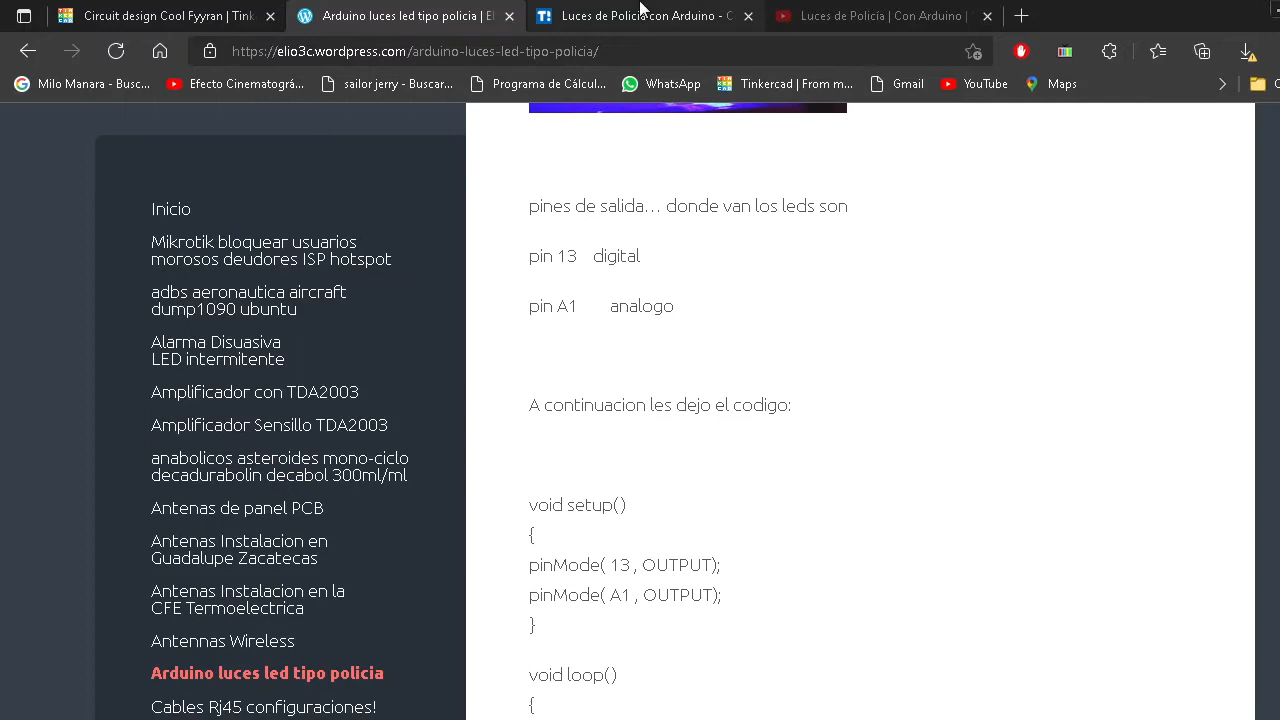 Circuit design Cool Fyyran | Tink
Arduino luces led tipo policia | E
Luces de Policía con Arduino - C
Luces de Policía | Con Arduino |
https://elio3c.wordpress.com/arduino-luces-led-tipo-policia/
Milo Manara - Busc...
Efecto Cinematográ...
sailor jerry - Buscar...
Programa de Cálcul...
WhatsApp
Tinkercad | From m...
Gmail
YouTube
Maps
Inicio
Mikrotik bloquear usuarios
morosos deudores ISP hotspot
adbs aeronautica aircraft
dump1090 ubuntu
Alarma Disuasiva
LED intermitente
Amplificador con TDA2003
Amplificador Sensillo TDA2003
anabolicos asteroides mono-ciclo
decadurabolin decabol 300ml/ml
Antenas de panel PCB
Antenas Instalacion en
Guadalupe Zacatecas
Antenas Instalacion en la
CFE Termoelectrica
Antennas Wireless
Arduino luces led tipo policia
Cables Rj45 configuraciones!
pines de salida... donde van los leds son
pin 13 digital
pin A1 analogo
A continuacion les dejo el codigo:
void setup()
{
pinMode( 13 , OUTPUT);
pinMode( A1 , OUTPUT);
}
void loop()
{